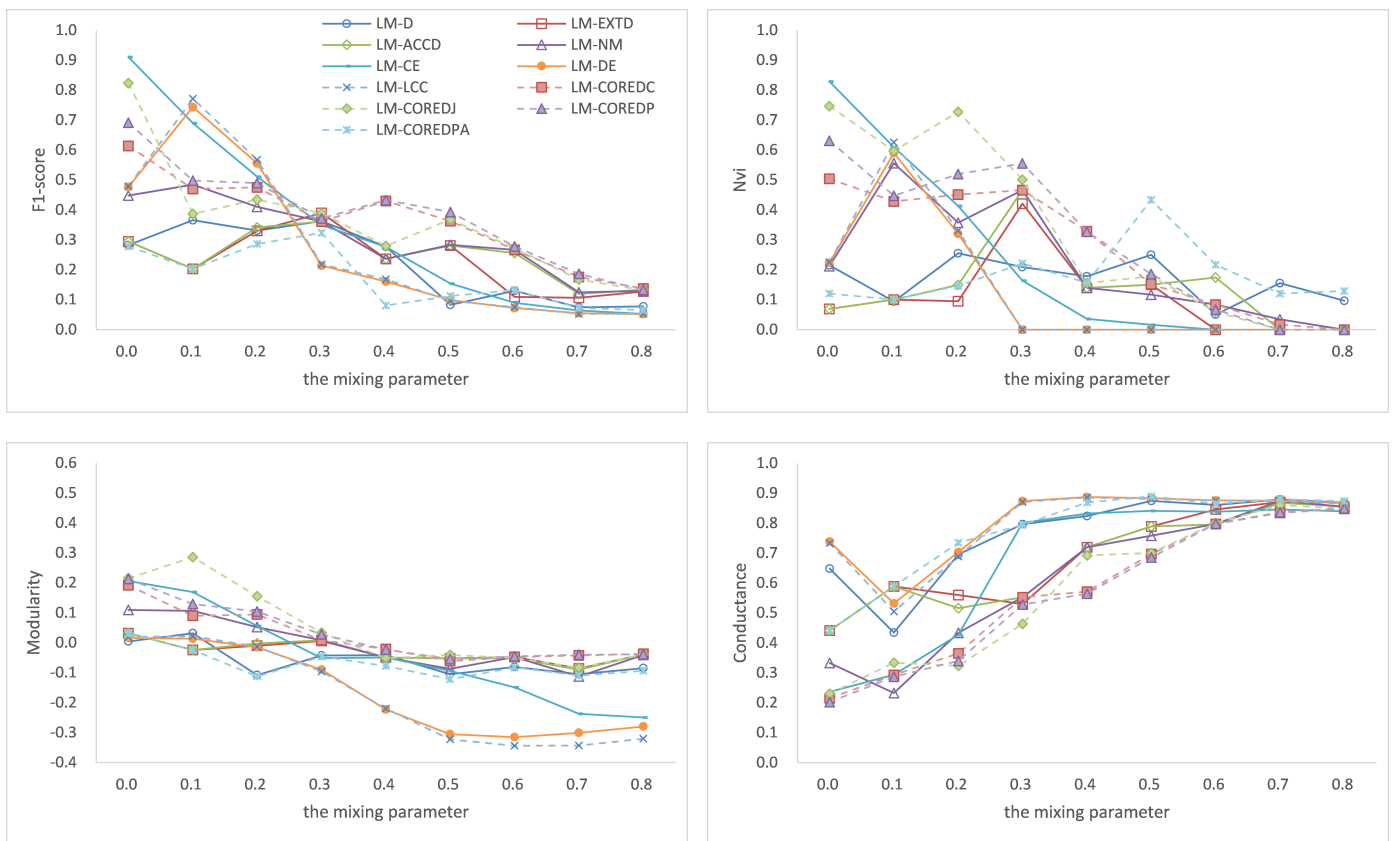 1.0
0.9
0.8
0.7
0.6
0.5
0.4
0.3
0.2
0.1
0.0
F1-score
LM-D LM-EXTD
LM-ACCD LM-NM
LM-CE LM-DE
LM-LCC LM-COREDC
LM-COREDJ LM-COREDP
LM-COREDPA
0.0 0.1 0.2 0.3 0.4 0.5 0.6 0.7 0.8
the mixing parameter
1.0
0.9
0.8
0.7
0.6
0.5
0.4
0.3
0.2
0.1
0.0
Nvi
0.0 0.1 0.2 0.3 0.4 0.5 0.6 0.7 0.8
the mixing parameter
0.6
0.5
0.4
0.3
0.2
0.1
0.0
-0.1
-0.2
-0.3
-0.4
Modularity
0.0 0.1 0.2 0.3 0.4 0.5 0.6 0.7 0.8
the mixing parameter
1.0
0.9
0.8
0.7
0.6
0.5
0.4
0.3
0.2
0.1
0.0
Conductance
0.0 0.1 0.2 0.3 0.4 0.5 0.6 0.7 0.8
the mixing parameter